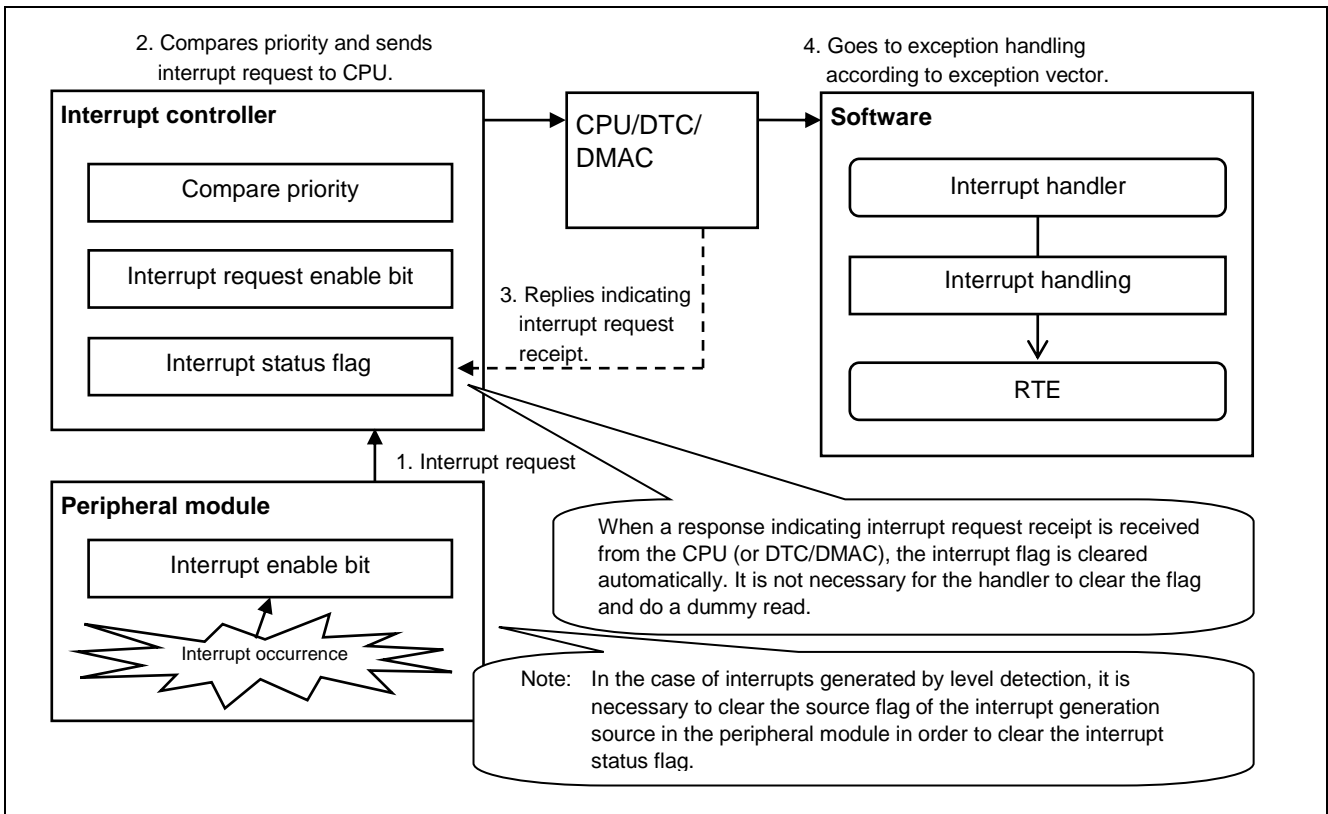 2. Compares priority and sends
interrupt request to CPU.
4. Goes to exception handling
according to exception vector.
Interrupt controller
Compare priority
Interrupt request enable bit
Interrupt status flag
CPU/DTC/
DMAC
3. Replies indicating
interrupt request
receipt.
Software
Interrupt handler
Interrupt handling
RTE
1. Interrupt request
Peripheral module
Interrupt enable bit
Interrupt occurrence
When a response indicating interrupt request receipt is received
from the CPU (or DTC/DMAC), the interrupt flag is cleared
automatically. It is not necessary for the handler to clear the flag
and do a dummy read.
Note: In the case of interrupts generated by level detection, it is
necessary to clear the source flag of the interrupt generation
source in the peripheral module in order to clear the interrupt
status flag.